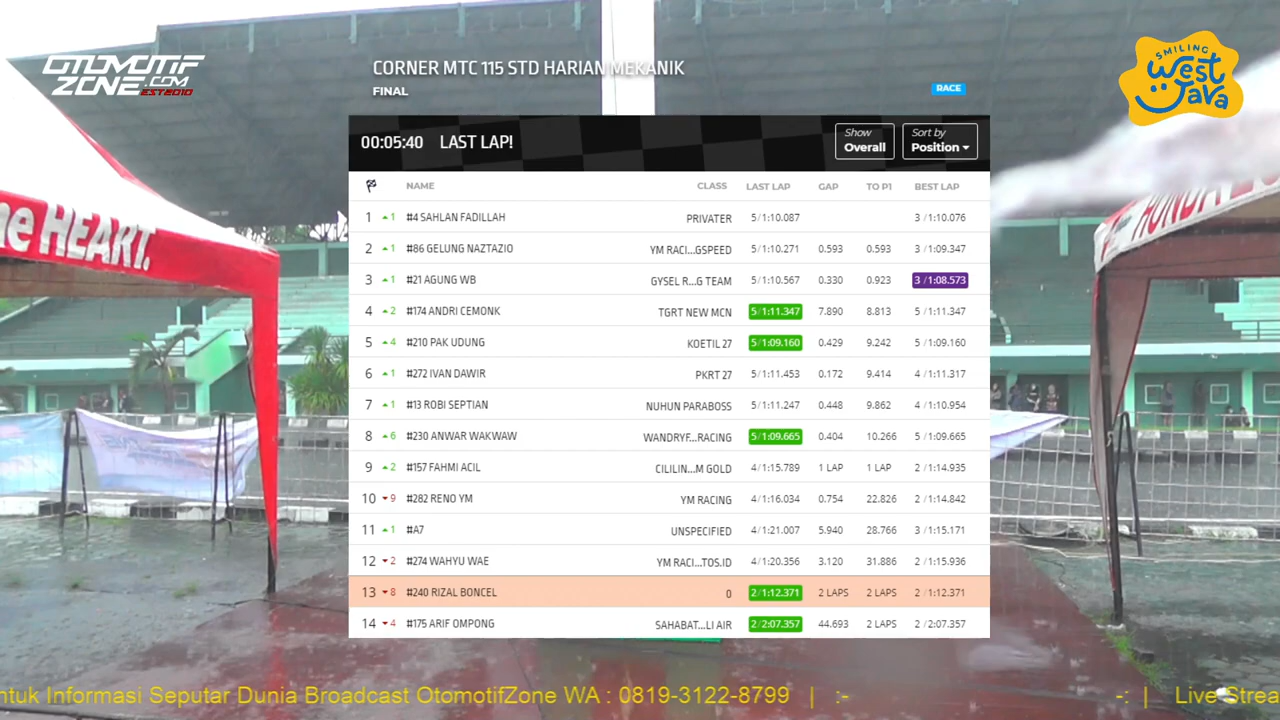 OTOMOTIF
ZONE.COM
EST2010
CORNER MTC 115 STD HARIAN MEKANIK
FINAL
RACE
SMILING
West
Java
he HEART.
HONDA
00:05:40 LAST LAP!
Show
Overall
Sort by
Position
NAME CLASS LAST LAP GAP TO P1 BEST LAP
1 1 #4 SAHLAN FADILLAH PRIVATER 5/1:10.087 3 /1:10.076
2 1 #86 GELUNG NAZTAZIO YM RACI...GSPEED 5/1:10.271 0.593 0.593 3 /1:09.347
3 1 #21 AGUNG WB GYSEL R...G TEAM 5/1:10.567 0.330 0.923 3 /1:08.573
4 2 #174 ANDRI CEMONK TGRT NEW MCN 5/1:11.347 7.890 8.813 5 /1:11.347
5 4 #210 PAK UDUNG KOETIL 27 5/1:09.160 0.429 9.242 5 /1:09.160
6 1 #272 IVAN DAWIR PKRT 27 5/1:11.453 0.172 9.414 4 /1:11.317
7 1 #13 ROBI SEPTIAN NUHUN PARABOSS 5/1:11.247 0.448 9.862 4 /1:10.954
8 6 #230 ANWAR WAKWAW WANDRYF...RACING 5/1:09.665 0.404 10.266 5 /1:09.665
9 2 #157 FAHMI ACIL CILILIN...M GOLD 4/1:15.789 1 LAP 1 LAP 2 /1:14.935
10 9 #282 RENO YM YM RACING 4/1:16.034 0.754 22.826 2 /1:14.842
11 1 #A7 UNSPECIFIED 4/1:21.007 5.940 28.766 3 /1:15.171
12 2 #274 WAHYU WAE YM RACI...TOS.ID 4/1:20.356 3.120 31.886 2 /1:15.936
13 8 #240 RIZAL BONCEL 0 2/1:12.371 2 LAPS 2 LAPS 2 /1:12.371
14 4 #175 ARIF OMPONG SAHABAT...LI AIR 2/2:07.357 44.693 2 LAPS 2 /2:07.357
ntuk Informasi Seputar Dunia Broadcast OtomotifZone WA : 0819-3122-8799 | :- -: | Live Strea